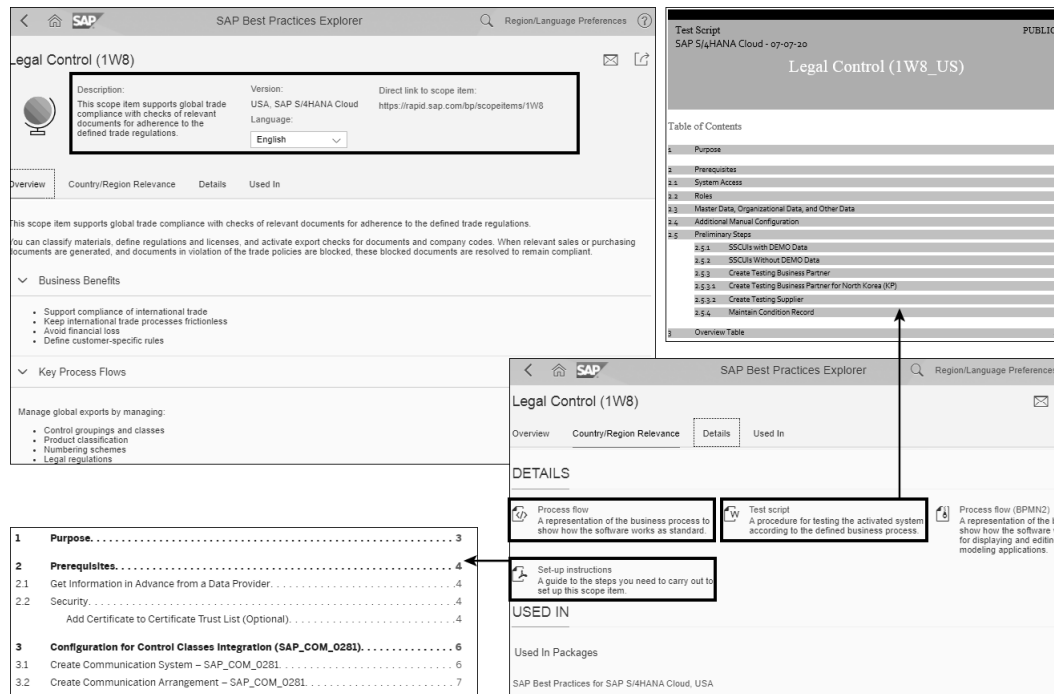 SAP
SAP Best Practices Explorer
Region/Language Preferences
Legal Control (1W8)
Description:
This scope item supports global trade
compliance with checks of relevant
documents for adherence to the
defined trade regulations.
Version:
USA, SAP S/4HANA Cloud
Language:
English
Direct link to scope item:
https://rapid.sap.com/bp/scopeitems/1W8
Overview Country/Region Relevance Details Used In
This scope item supports global trade compliance with checks of relevant documents for adherence to the defined trade regulations.
You can classify materials, define regulations and licenses, and activate export checks for documents and company codes. When relevant sales or purchasing
documents are generated, and documents in violation of the trade policies are blocked, these blocked documents are resolved to remain compliant.
Business Benefits
• Support compliance of international trade
• Keep international trade processes frictionless
• Avoid financial loss
• Define customer-specific rules
Key Process Flows
Manage global exports by managing:
• Control groupings and classes
• Product classification
• Numbering schemes
• Legal regulations
Test Script PUBLIC
SAP S/4HANA Cloud - 07-07-20
Legal Control (1W8_US)
Table of Contents
1 Purpose
2 Prerequisites
2.1 System Access
2.2 Roles
2.3 Master Data, Organizational Data, and Other Data
2.4 Additional Manual Configuration
2.5 Preliminary Steps
2.5.1 SSCUIs with DEMO Data
2.5.2 SSCUIs Without DEMO Data
2.5.3 Create Testing Business Partner
2.5.3.1 Create Testing Business Partner for North Korea (KP)
2.5.3.2 Create Testing Supplier
2.5.4 Maintain Condition Record
3 Overview Table
SAP
SAP Best Practices Explorer
Region/Language Preferences
Legal Control (1W8)
Overview Country/Region Relevance Details Used In
DETAILS
Process flow
A representation of the business process to
show how the software works as standard.
Test script
A procedure for testing the activated system
according to the defined business process.
Process flow (BPMN2)
A representation of the
show how the software
for displaying and editin
modeling applications.
Set-up instructions
A guide to the steps you need to carry out to
set up this scope item.
USED IN
Used In Packages
SAP Best Practices for SAP S/4HANA Cloud, USA
1 Purpose. . . . . . . . . . 3
2 Prerequisites. . . . . . . . . . 4
2.1 Get Information in Advance from a Data Provider. . . . . . . . . . 4
2.2 Security. . . . . . . . . . 4
Add Certificate to Certificate Trust List (Optional). . . . . . . . . . 4
3 Configuration for Control Classes Integration (SAP_COM_0281). . . . . . . . . . 6
3.1 Create Communication System – SAP_COM_0281. . . . . . . . . . 6
3.2 Create Communication Arrangement – SAP_COM_0281. . . . . . . . . . 7